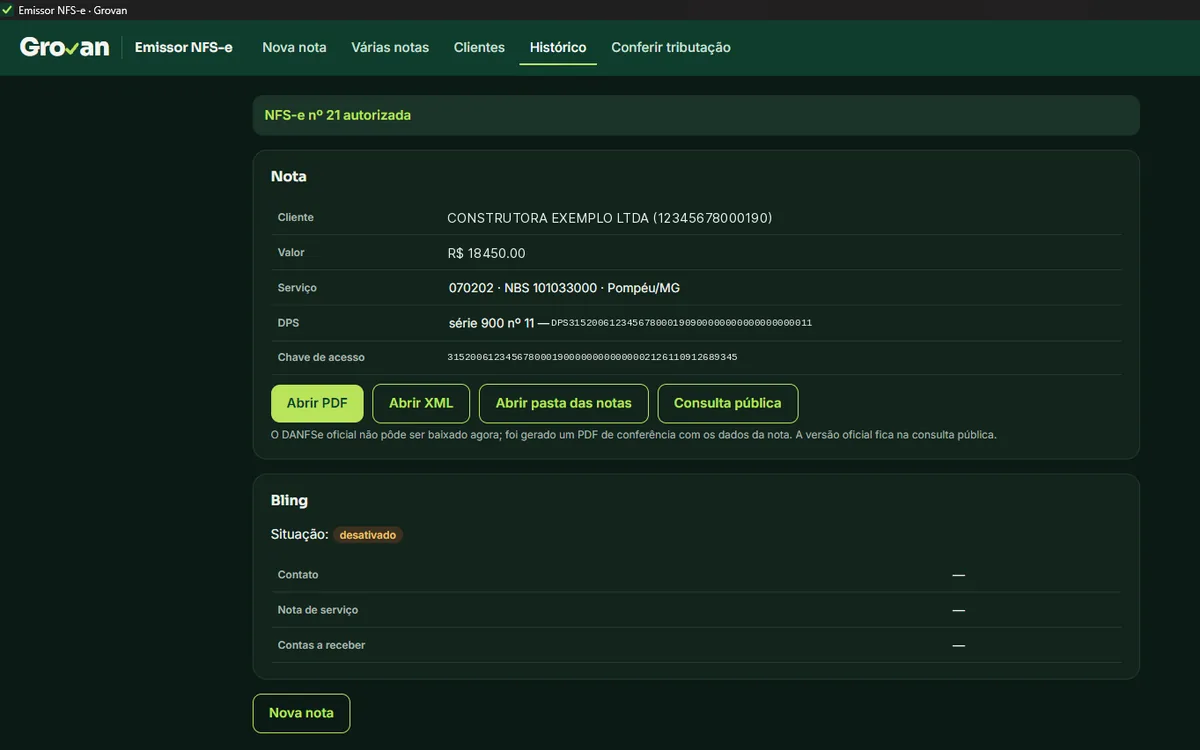 Emissor NFS-e · Grovan
Grovan Emissor NFS-e Nova nota Várias notas Clientes Histórico Conferir tributação
NFS-e nº 21 autorizada
Nota
Cliente CONSTRUTORA EXEMPLO LTDA (12345678000190)
Valor R$ 18450.00
Serviço 070202 · NBS 101033000 · Pompéu/MG
DPS série 900 nº 11 — DPS315200612345678000190900000000000000000011
Chave de acesso 31520061234567800019000000000000002126110912689345
Abrir PDF Abrir XML Abrir pasta das notas Consulta pública
O DANFSe oficial não pôde ser baixado agora; foi gerado um PDF de conferência com os dados da nota. A versão oficial fica na consulta pública.
Bling
Situação: desativado
Contato —
Nota de serviço —
Contas a receber —
Nova nota